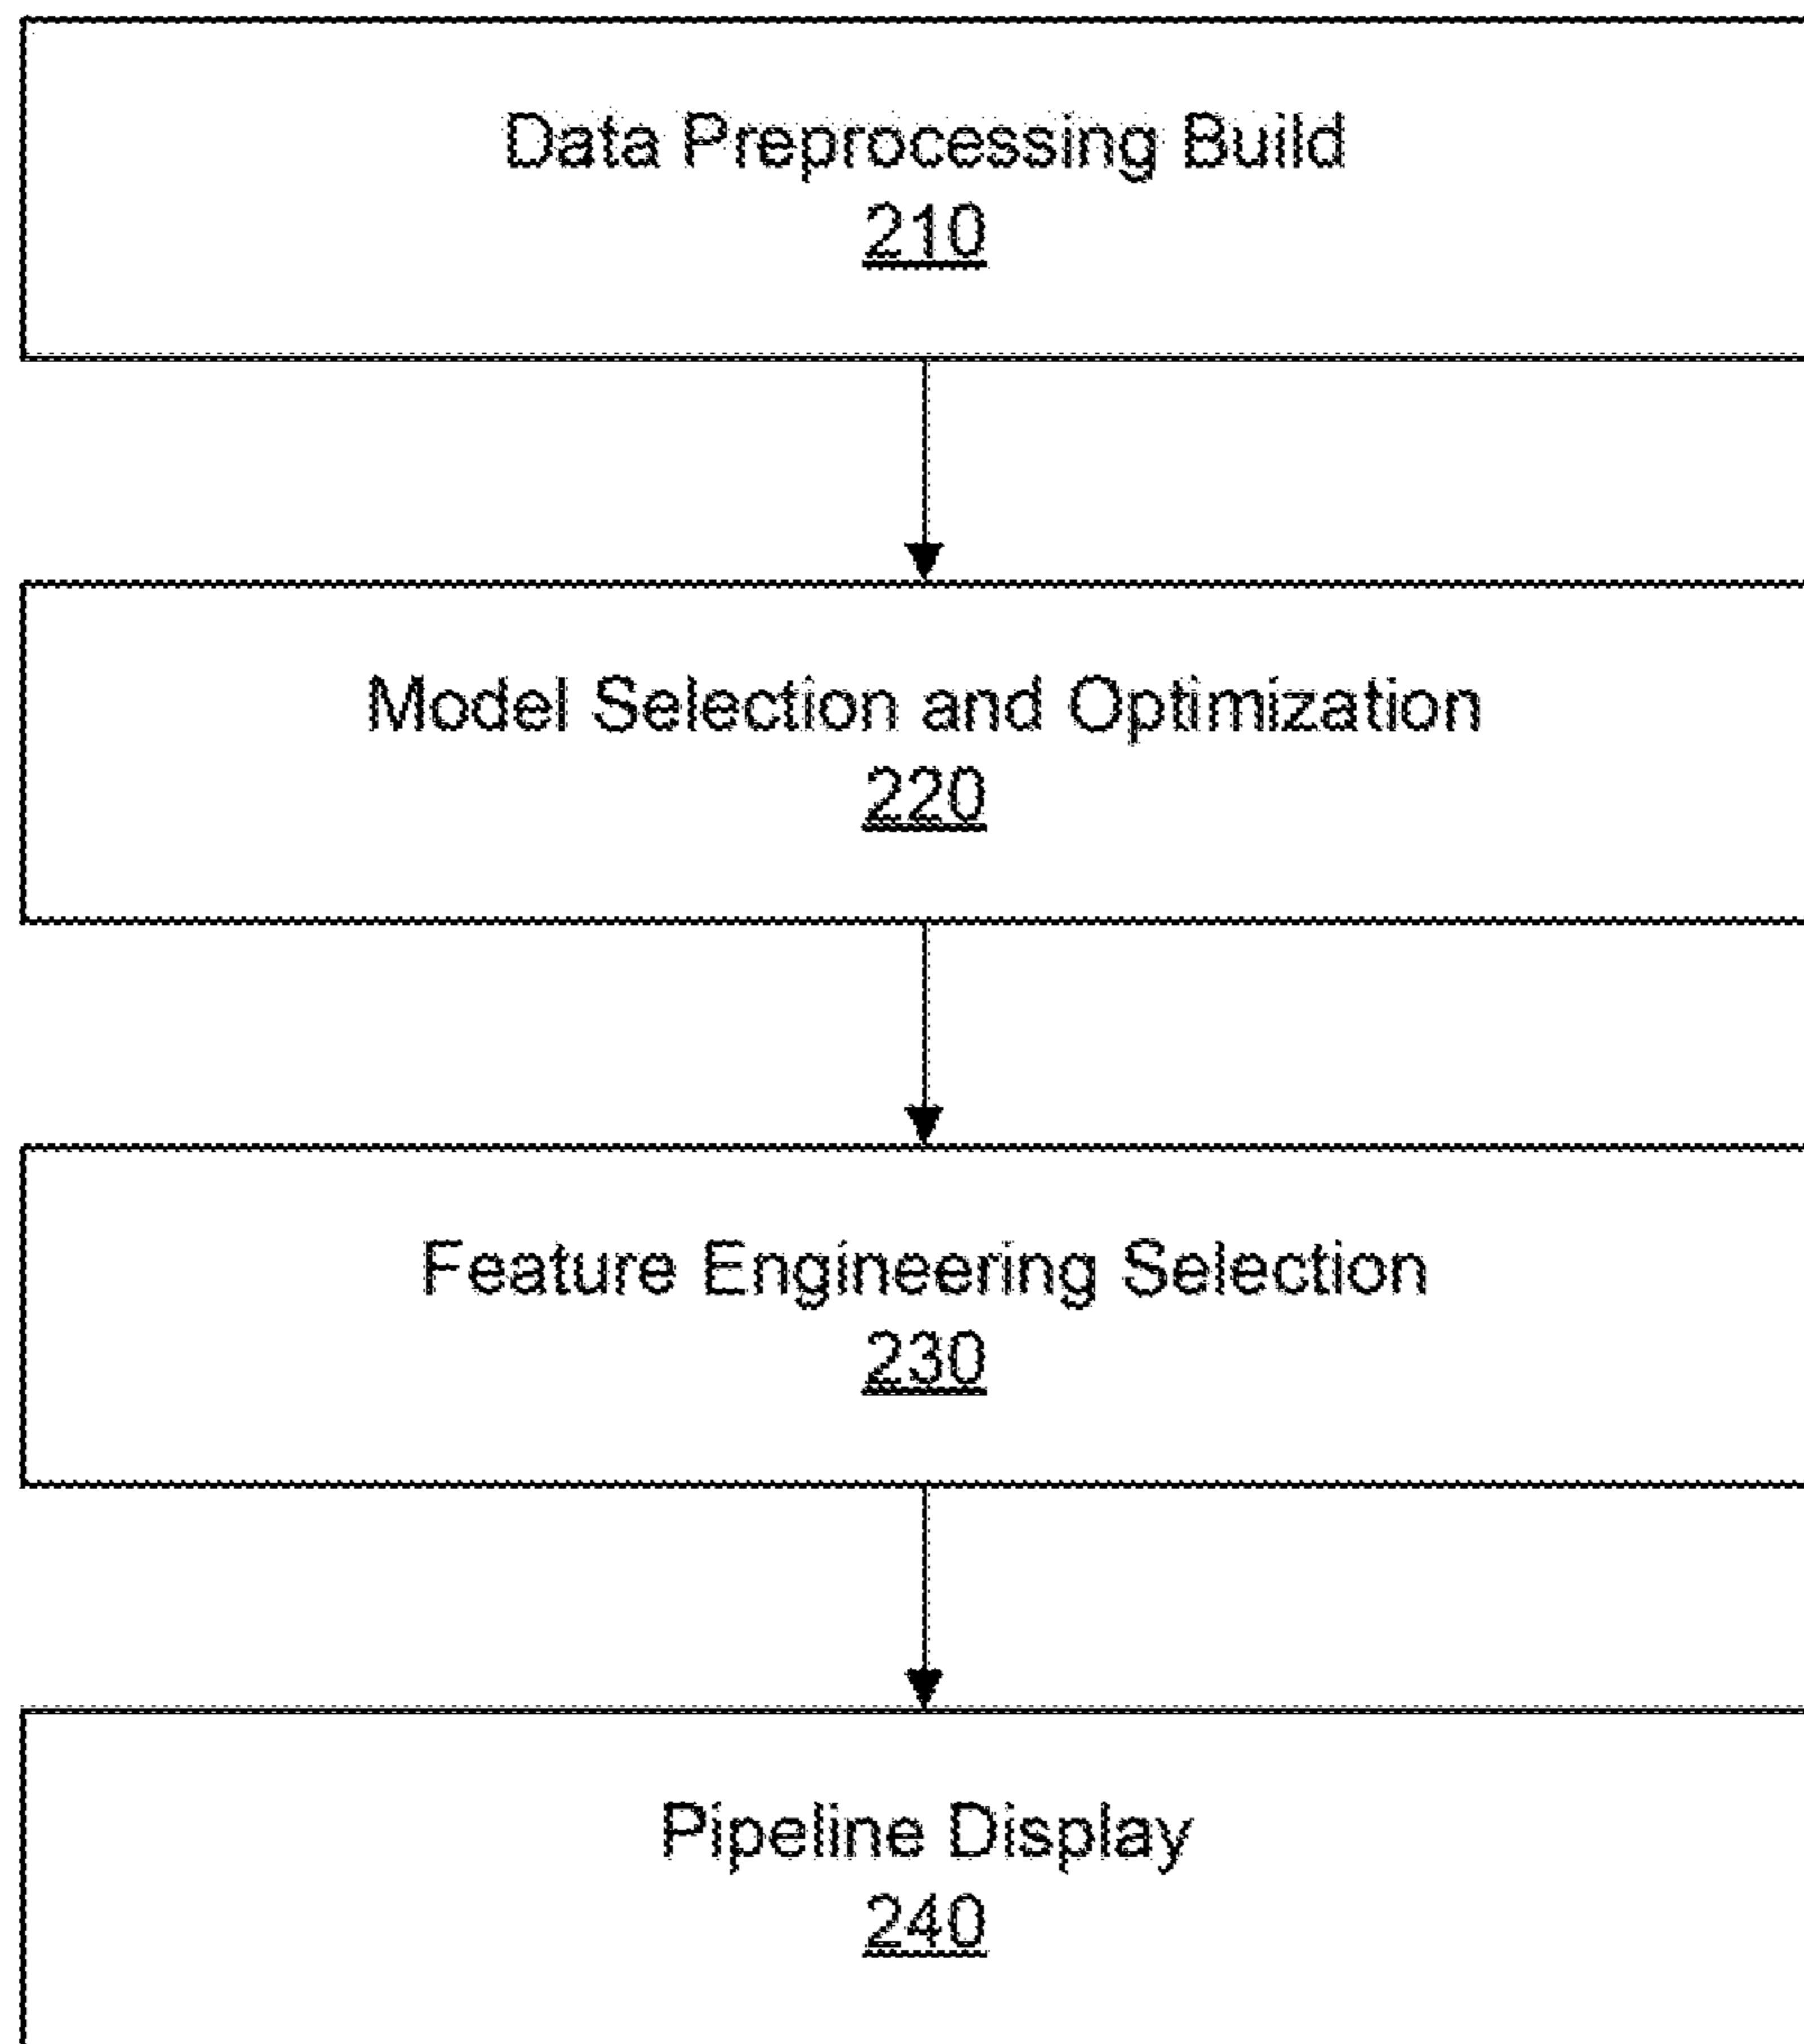 Data Preprocessing Build
210
Model Selection and Optimization
220
Feature Engineering Selection
230
Pipeline Display
240